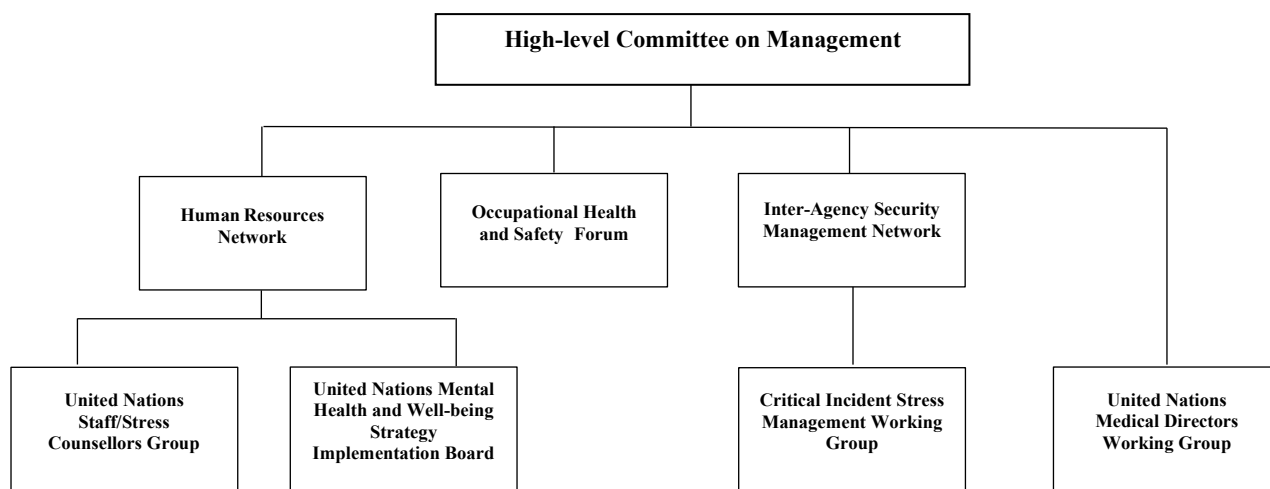 High-level Committee on Management
Human Resources
Network
Occupational Health
and Safety Forum
Inter-Agency Security
Management Network
United Nations
Staff/Stress
Counsellors Group
United Nations Mental
Health and Well-being
Strategy
Implementation Board
Critical Incident Stress
Management Working
Group
United Nations
Medical Directors
Working Group